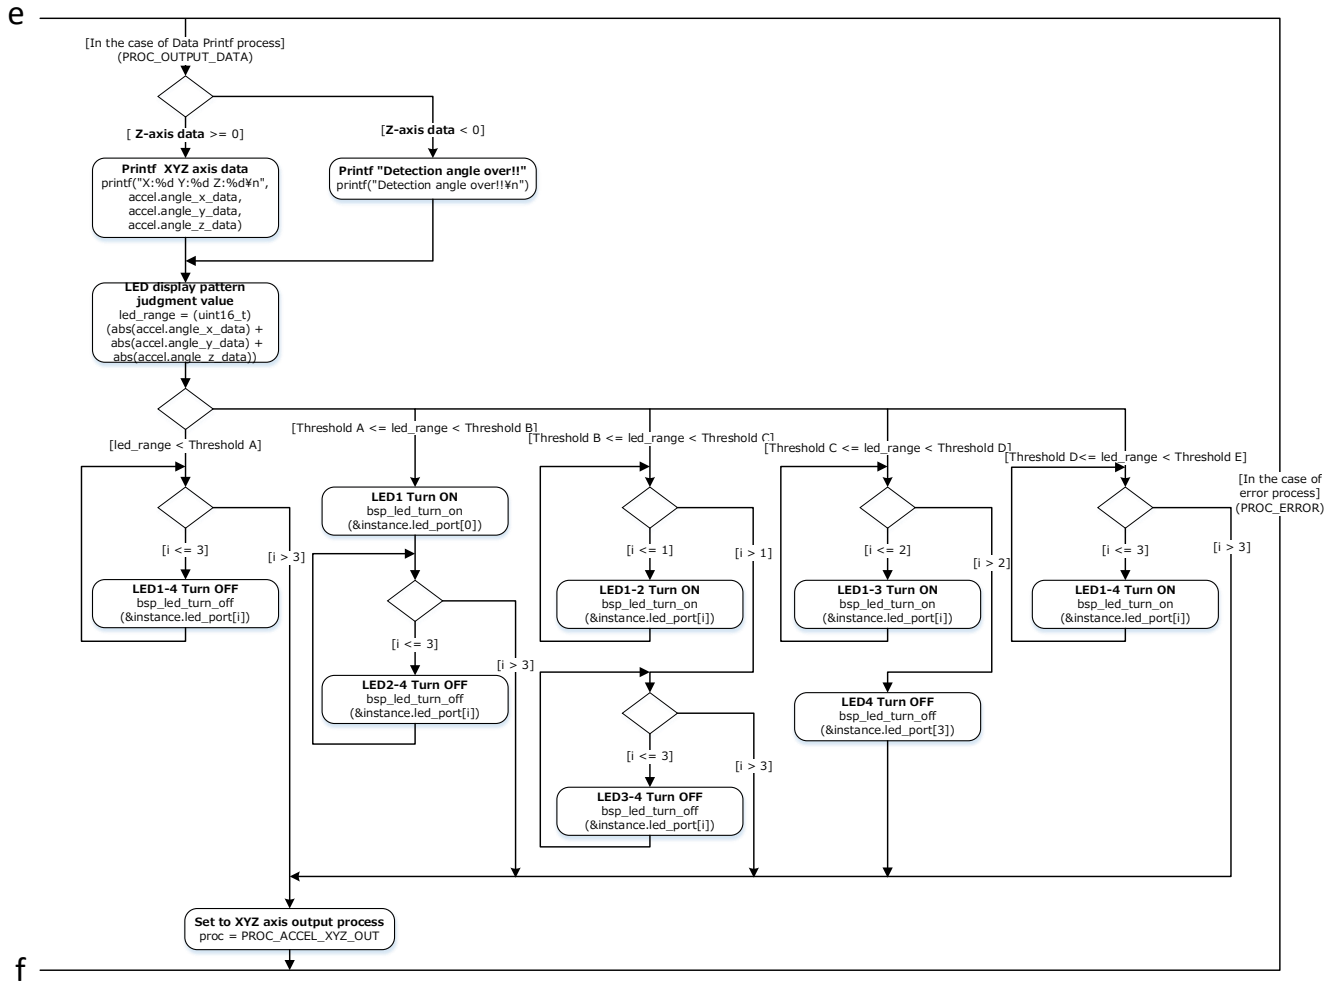 e
[In the case of Data Printf process]
(PROC_OUTPUT_DATA)
[ Z-axis data >= 0]
[Z-axis data < 0]
Printf  XYZ axis data
printf("X:%d Y:%d Z:%d¥n",
accel.angle_x_data,
accel.angle_y_data,
accel.angle_z_data)
Printf "Detection angle over!!"
printf("Detection angle over!!¥n")
LED display pattern
judgment value
led_range = (uint16_t)
(abs(accel.angle_x_data) +
abs(accel.angle_y_data) +
abs(accel.angle_z_data))
[led_range < Threshold A]
[Threshold A <= led_range < Threshold B]
[Threshold B <= led_range < Threshold C]
[Threshold C <= led_range < Threshold D]
[Threshold D<= led_range < Threshold E]
[In the case of
error process]
(PROC_ERROR)
[i <= 3]
[i > 3]
LED1-4 Turn OFF
bsp_led_turn_off
(&instance.led_port[i])
LED1 Turn ON
bsp_led_turn_on
(&instance.led_port[0])
[i <= 3]
[i > 3]
LED2-4 Turn OFF
bsp_led_turn_off
(&instance.led_port[i])
[i <= 1]
[i > 1]
LED1-2 Turn ON
bsp_led_turn_on
(&instance.led_port[i])
[i <= 3]
[i > 3]
LED3-4 Turn OFF
bsp_led_turn_off
(&instance.led_port[i])
[i <= 2]
[i > 2]
LED1-3 Turn ON
bsp_led_turn_on
(&instance.led_port[i])
LED4 Turn OFF
bsp_led_turn_off
(&instance.led_port[3])
[i <= 3]
[i > 3]
LED1-4 Turn ON
bsp_led_turn_on
(&instance.led_port[i])
Set to XYZ axis output process
proc = PROC_ACCEL_XYZ_OUT
f